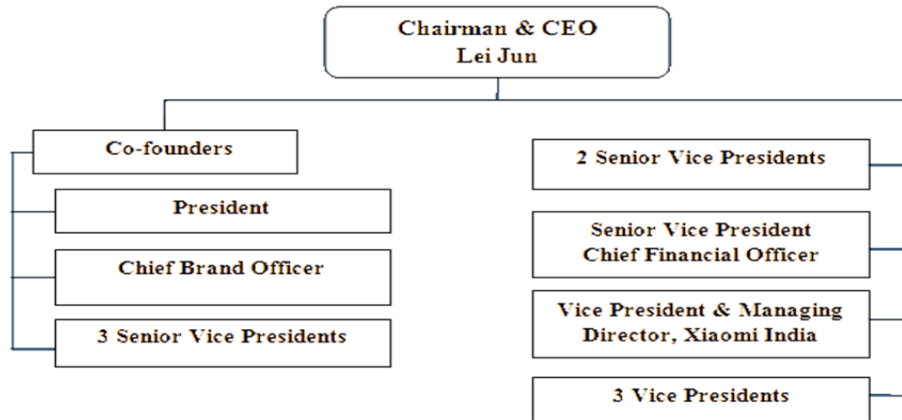 Chairman & CEO
Lei Jun
Co-founders
President
Chief Brand Officer
3 Senior Vice Presidents
2 Senior Vice Presidents
Senior Vice President
Chief Financial Officer
Vice President & Managing
Director, Xiaomi India
3 Vice Presidents